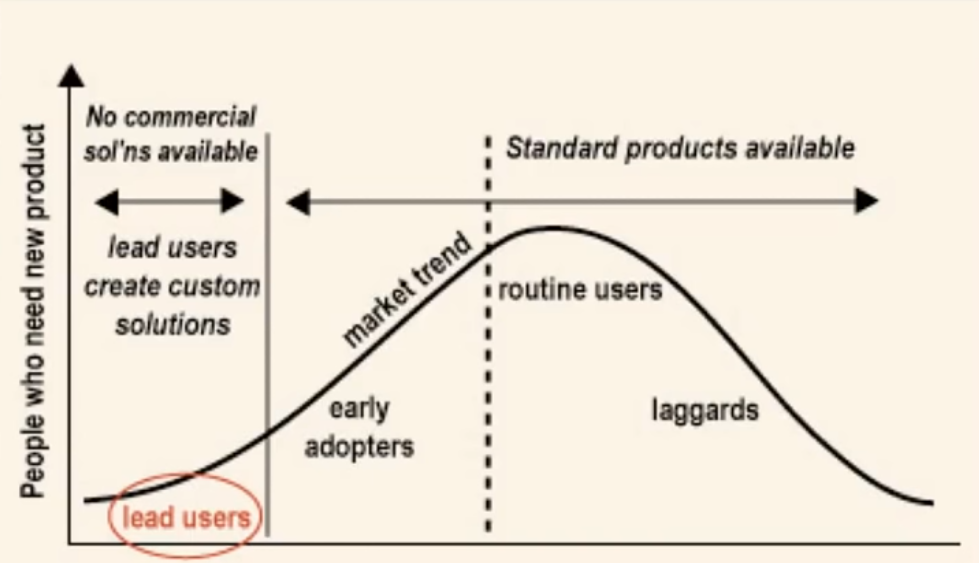 No commercial
sol'ns available
Standard products available
lead users
create custom
solutions
market trend
routine users
early
adopters
laggards
lead users
People who need new product